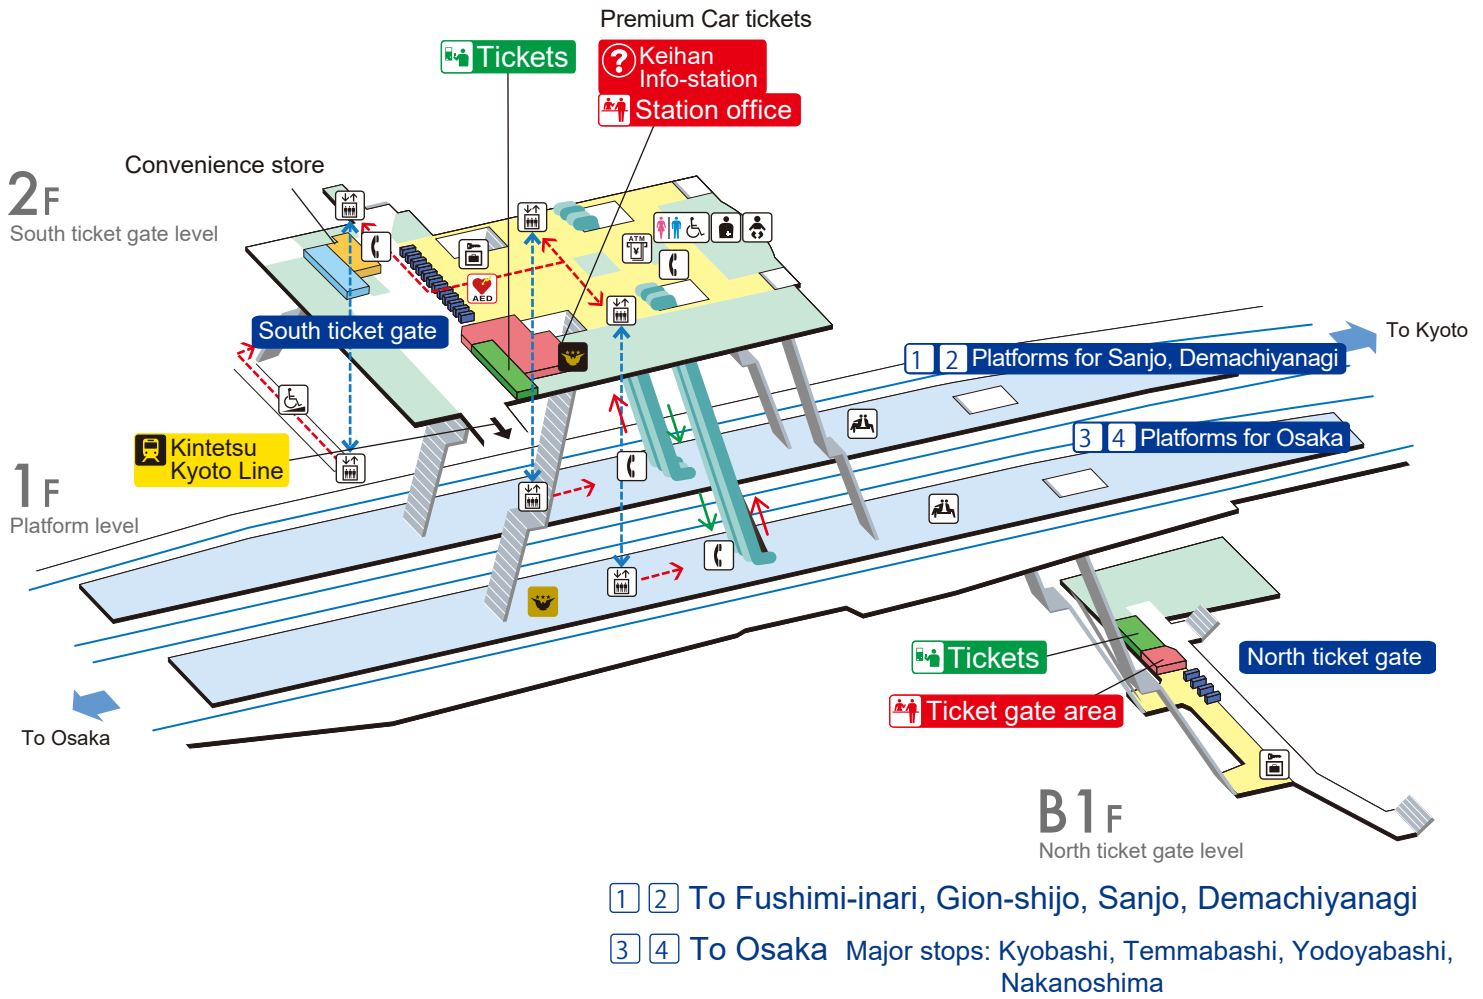 Premium Car tickets
Tickets
? Keihan
Info-station
Station office
Convenience store
2F
South ticket gate level
ATM
¥
AED
South ticket gate
To Kyoto
1 2 Platforms for Sanjo, Demachiyanagi
3 4 Platforms for Osaka
Kintetsu
Kyoto Line
1F
Platform level
Tickets
North ticket gate
Ticket gate area
To Osaka
B1F
North ticket gate level
1 2 To Fushimi-inari, Gion-shijo, Sanjo, Demachiyanagi
3 4 To Osaka Major stops: Kyobashi, Temmabashi, Yodoyabashi,
Nakanoshima